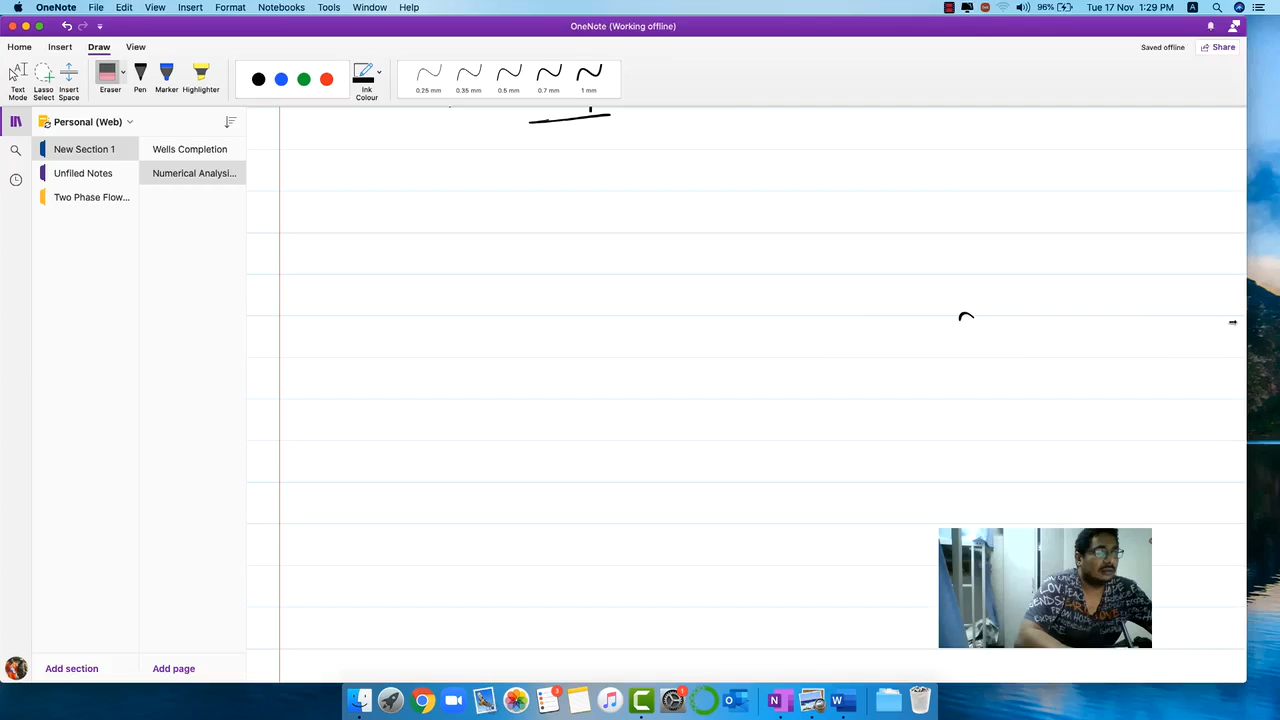 OneNote File Edit View Insert Format Notebooks Tools Window Help
96% Tue 17 Nov 1:29 PM
OneNote (Working offline)
Home Insert Draw View
Saved offline Share
Text Mode
Lasso Select
Insert Space
Eraser
Pen
Marker
Highlighter
Ink Colour
0.25 mm 0.35 mm 0.5 mm 0.7 mm 1 mm
Personal (Web)
New Section 1
Wells Completion
Unfiled Notes
Numerical Analysi...
Two Phase Flow...
Add section
Add page
3
1